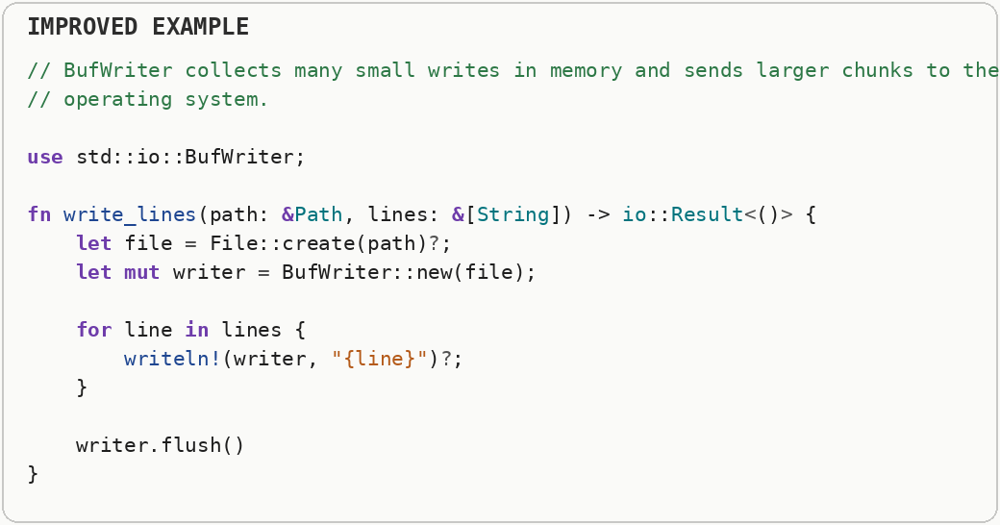 IMPROVED EXAMPLE
// BufWriter collects many small writes in memory and sends larger chunks to the
// operating system.
use std::io::BufWriter;
fn write_lines(path: &Path, lines: &[String]) -> io::Result<()> {
    let file = File::create(path)?;
    let mut writer = BufWriter::new(file);
    for line in lines {
        writeln!(writer, "{line}")?;
    }
    writer.flush()
}